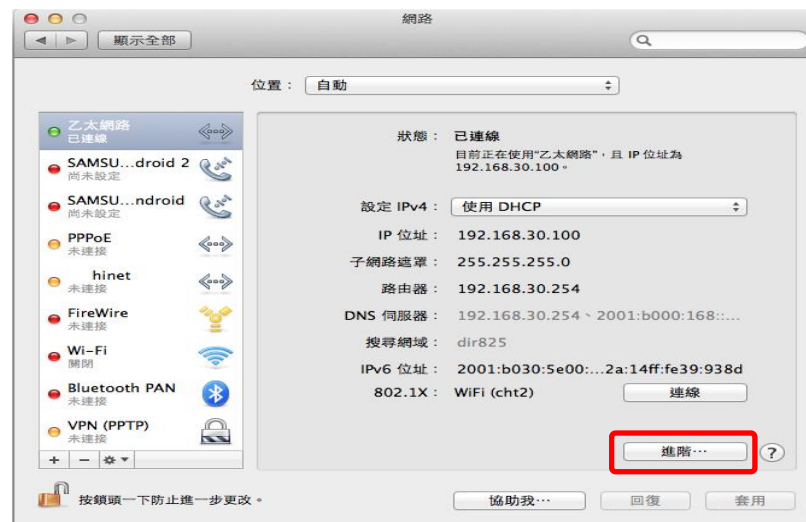 網路
顯示全部
位置： 自動
乙太網路
已連線
SAMSU...droid 2
尚未設定
SAMSU...ndroid
尚未設定
PPPoE
未連接
hinet
未連接
FireWire
未連接
Wi-Fi
關閉
Bluetooth PAN
未連接
VPN (PPTP)
未連接
狀態： 已連線
目前正在使用“乙太網路”，且 IP 位址為
192.168.30.100。
設定 IPv4： 使用 DHCP
IP 位址： 192.168.30.100
子網路遮罩： 255.255.255.0
路由器： 192.168.30.254
DNS 伺服器： 192.168.30.254、2001:b000:168::...
搜尋網域： dir825
IPv6 位址： 2001:b030:5e00:...2a:14ff:fe39:938d
802.1X： WiFi (cht2) 連線
進階⋯ ?
按鎖頭一下防止進一步更改。
協助我⋯ 回復 套用